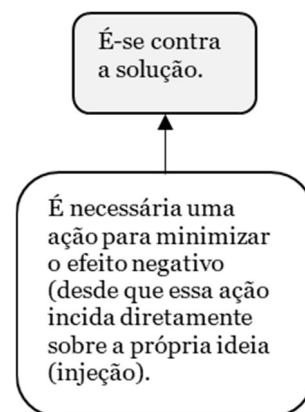 É-se contra
a solução.
É necessária uma
ação para minimizar
o efeito negativo
(desde que essa ação
incida diretamente
sobre a própria ideia
(injeção).